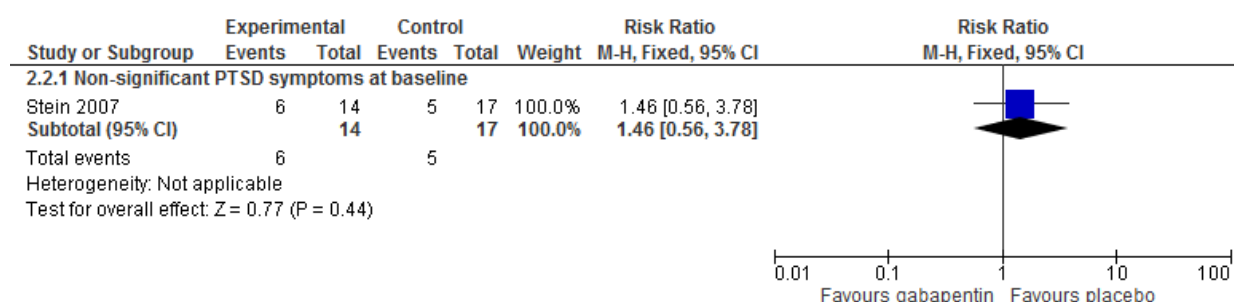 Experimental Control Risk Ratio Risk Ratio
Study or Subgroup Events Total Events Total Weight M-H, Fixed, 95% CI M-H, Fixed, 95% CI
2.2.1 Non-significant PTSD symptoms at baseline
Stein 2007 6 14 5 17 100.0% 1.46 [0.56, 3.78]
Subtotal (95% CI) 14 17 100.0% 1.46 [0.56, 3.78]
Total events 6 5
Heterogeneity: Not applicable
Test for overall effect: Z = 0.77 (P = 0.44)
0.01 0.1 1 10 100
Favours gabapentin Favours placebo